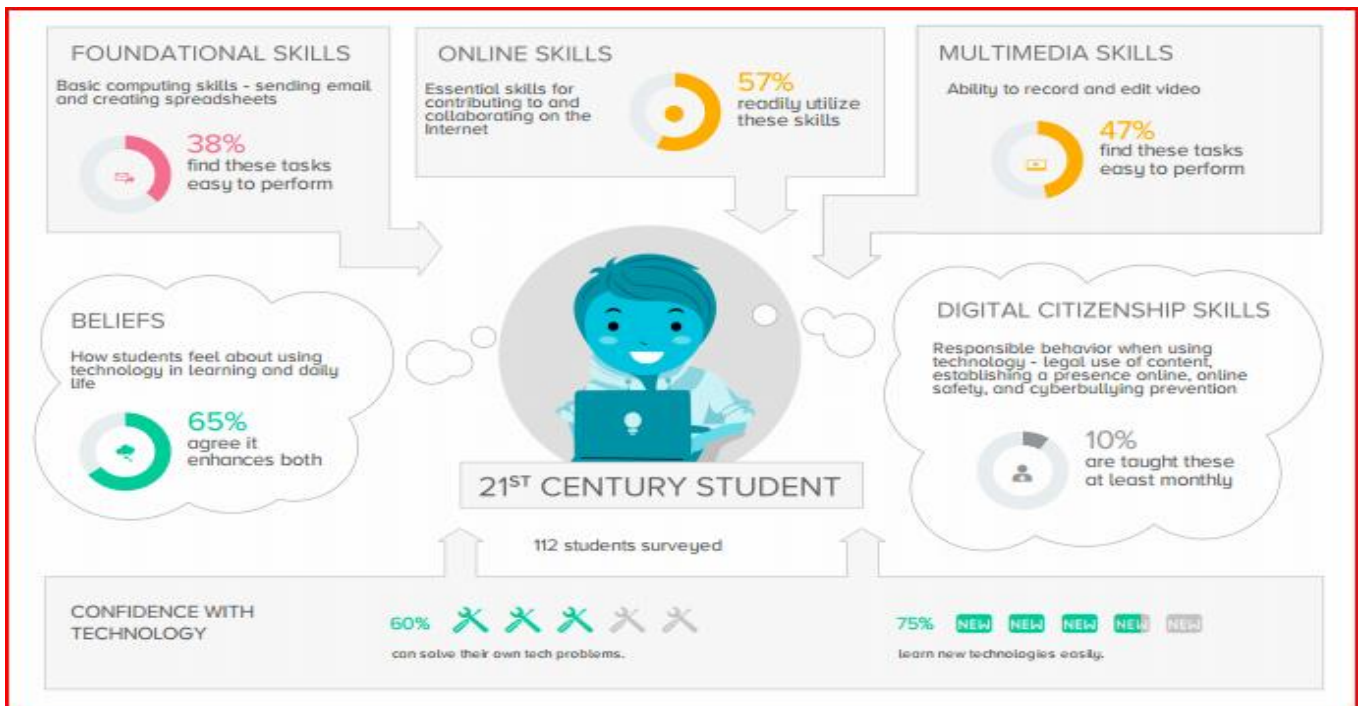 FOUNDATIONAL SKILLS
Basic computing skills - sending email
and creating spreadsheets
38%
find these tasks
easy to perform
ONLINE SKILLS
Essential skills for
contributing to and
collaborating on the
Internet
57%
readily utilize
these skills
MULTIMEDIA SKILLS
Ability to record and edit video
47%
find these tasks
easy to perform
BELIEFS
How students feel about using
technology in learning and daily
life
65%
agree it
enhances both
DIGITAL CITIZENSHIP SKILLS
Responsible behavior when using
technology - legal use of content,
establishing a presence online, online
safety, and cyberbullying prevention
10%
are taught these
at least monthly
21ST CENTURY STUDENT
112 students surveyed
CONFIDENCE WITH
TECHNOLOGY
60%
can solve their own tech problems.
75% NEW NEW NEW NEW NEW
learn new technologies easily.